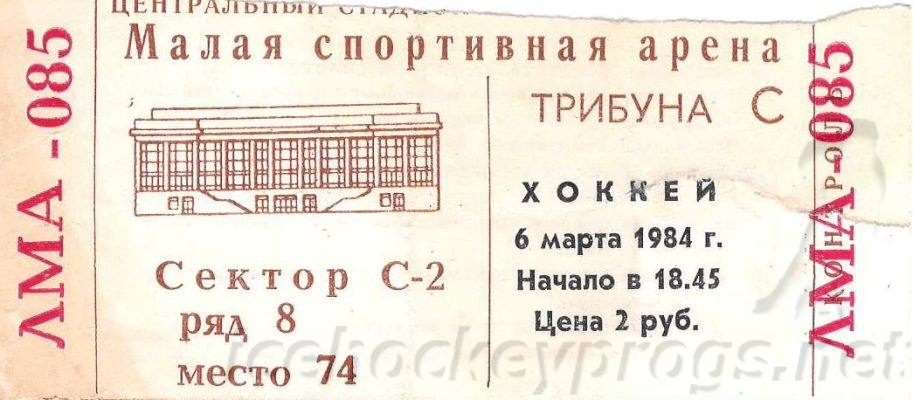 ЦЕНТРАЛЬНЫЙ
Малая спортивная арена
ЛМА-085
ТРИБУНА С
ХОККЕЙ
6 марта 1984 г.
Начало в 18.45
Цена 2 руб.
Сектор С-2
ряд 8
место 74
КОНТРОЛЬ
ЛМА-085
icehockeyprogs.net